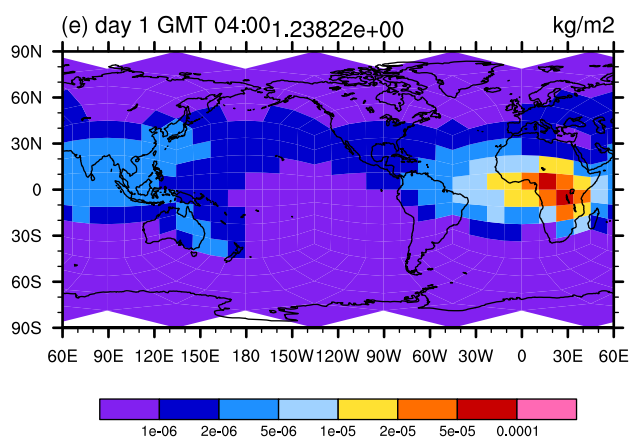 (e) day 1 GMT 04:00 1.23822e+00 kg/m2
90N
60N
30N
0
30S
60S
90S
60E 90E 120E 150E 180 150W 120W 90W 60W 30W 0 30E 60E
1e-06 2e-06 5e-06 1e-05 2e-05 5e-05 0.0001